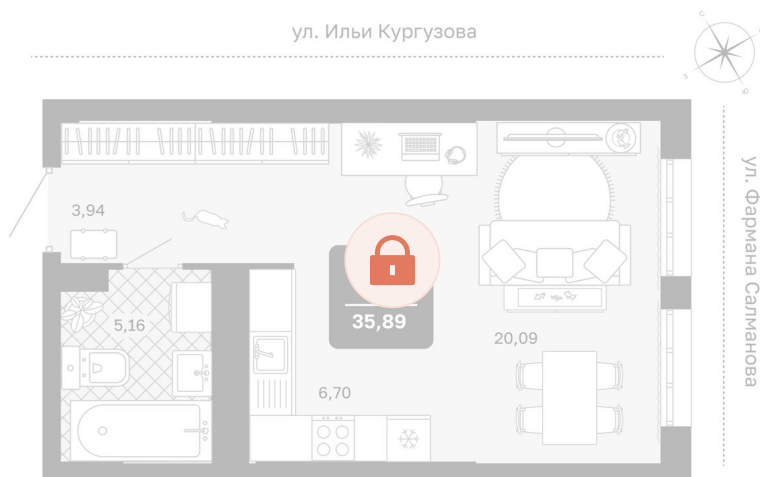 ул. Ильи Кургузова
С
В
З
Ю
ул. Фармана Салманова
3,94
5,16
35,89
20,09
6,70